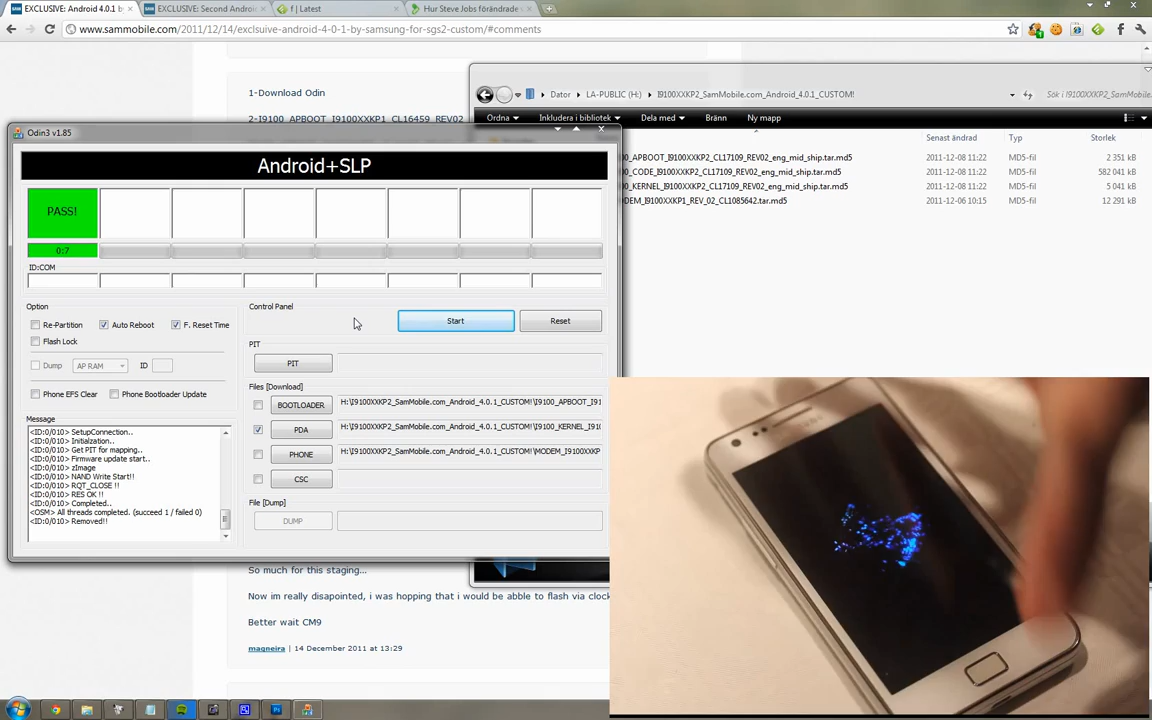 EXCLUSIVE: Android 4.0.1 b
EXCLUSIVE: Second Android
f | Latest
Hur Steve Jobs förändrade
www.sammobile.com/2011/12/14/exclsuive-android-4-0-1-by-samsung-for-sgs2-custom/#comments
1-Download Odin
2-I9100_APBOOT_I9100XXKP1_CL16459_REV02
Dator
LA-PUBLIC (H:)
I9100XXKP2_SamMobile.com_Android_4.0.1_CUSTOM!
Sök i I9100XXKP2_SamMobile
Ordna
Inkludera i bibliotek
Dela med
Bränn
Ny mapp
Senast ändrad
Typ
Storlek
_APBOOT_I9100XXKP2_CL17109_REV02_eng_mid_ship.tar.md5 2011-12-08 11:22 MD5-fil 2 351 kB
_CODE_I9100XXKP2_CL17109_REV02_eng_mid_ship.tar.md5 2011-12-08 11:22 MD5-fil 582 041 kB
_KERNEL_I9100XXKP2_CL17109_REV02_eng_mid_ship.tar.md5 2011-12-08 11:22 MD5-fil 5 041 kB
EM_I9100XXKP1_REV_02_CL1085642.tar.md5 2011-12-06 10:15 MD5-fil 12 291 kB
Odin3 v1.85
Android+SLP
PASS!
0:7
ID:COM
Option
Re-Partition
Auto Reboot
F. Reset Time
Flash Lock
Dump
AP RAM
ID
Phone EFS Clear
Phone Bootloader Update
Control Panel
Start
Reset
PIT
PIT
Files [Download]
BOOTLOADER
H:\I9100XXKP2_SamMobile.com_Android_4.0.1_CUSTOM!\I9100_APBOOT_I91
PDA
H:\I9100XXKP2_SamMobile.com_Android_4.0.1_CUSTOM!\I9100_KERNEL_I910
PHONE
H:\I9100XXKP2_SamMobile.com_Android_4.0.1_CUSTOM!\MODEM_I9100XXKP
CSC
File [Dump]
DUMP
Message
<ID:0/010> SetupConnection..
<ID:0/010> Initialzation..
<ID:0/010> Get PIT for mapping..
<ID:0/010> Firmware update start..
<ID:0/010> zImage
<ID:0/010> NAND Write Start!!
<ID:0/010> RQT_CLOSE !!
<ID:0/010> RES OK !!
<ID:0/010> Completed..
<OSM> All threads completed. (succeed 1 / failed 0)
<ID:0/010> Removed!!
So much for this staging...
Now im really disapointed, i was hopping that i would be abble to flash via clock
Better wait CM9
magneira | 14 December 2011 at 13:29